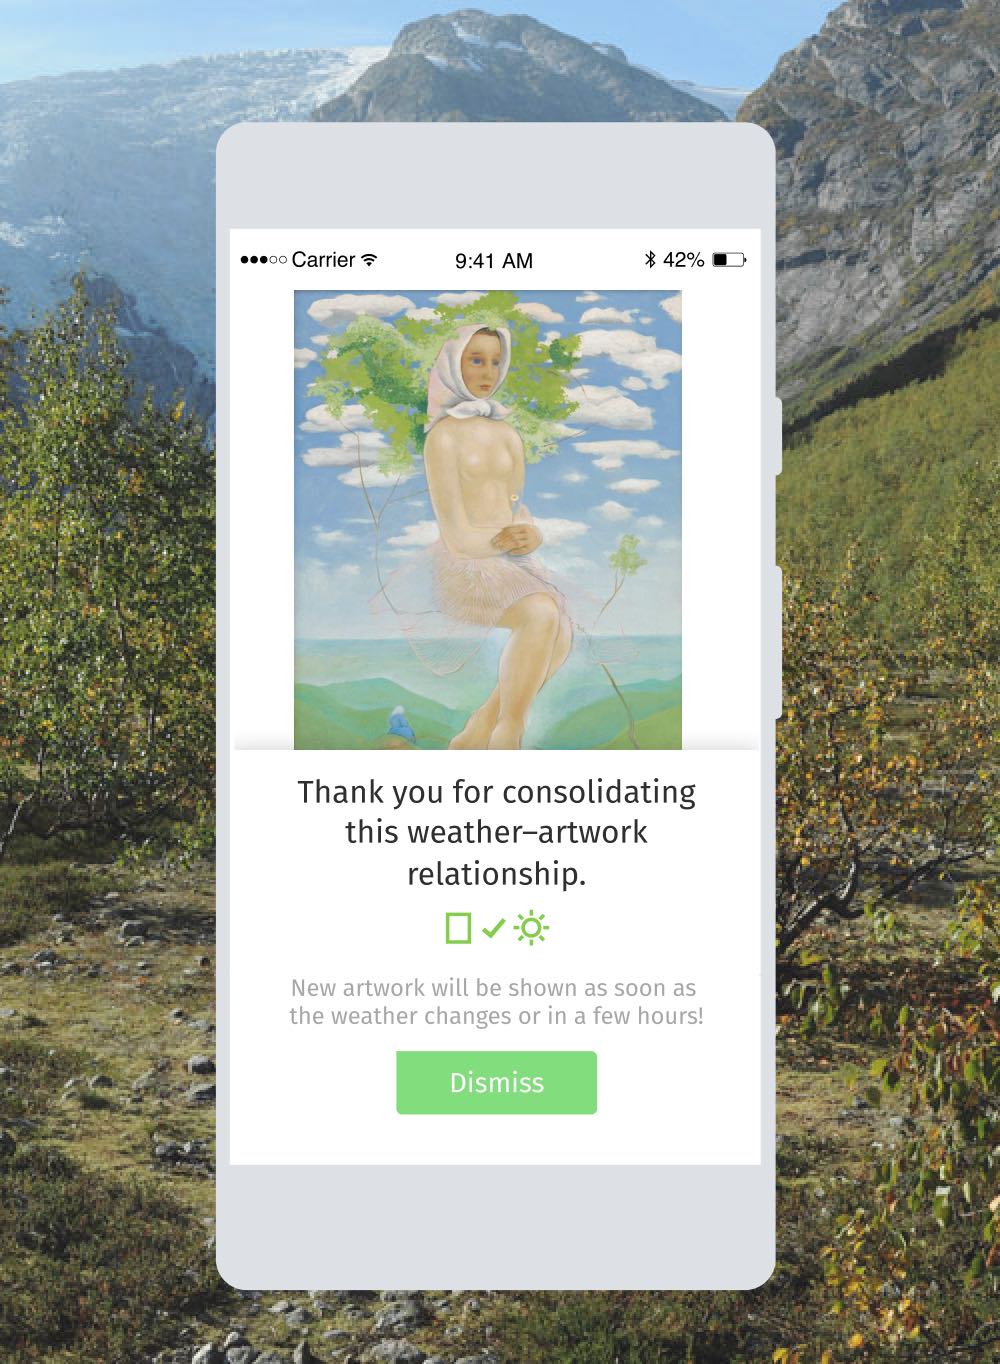 Carrier 9:41 AM 42%
Thank you for consolidating
this weather–artwork
relationship.
New artwork will be shown as soon as
the weather changes or in a few hours!
Dismiss